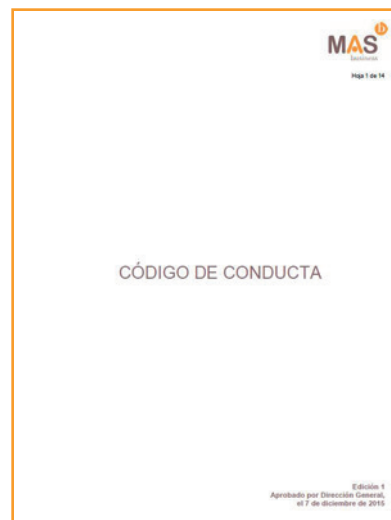 MAS b
business
Hoja 1 de 14
CÓDIGO DE CONDUCTA
Edición 1
Aprobado por Dirección General,
el 7 de diciembre de 2015